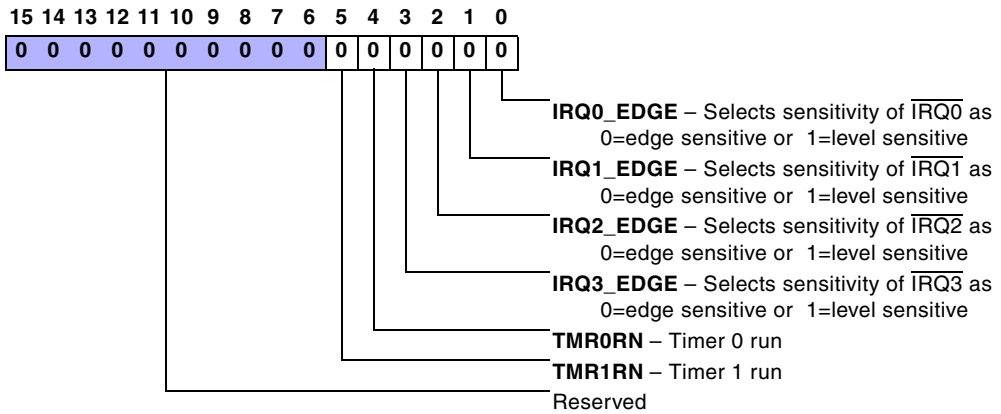 15 14 13 12 11 10 9 8 7 6 5 4 3 2 1 0
0 0 0 0 0 0 0 0 0 0 0 0 0 0 0 0
IRQ0_EDGE – Selects sensitivity of IRQ0 as
0=edge sensitive or 1=level sensitive
IRQ1_EDGE – Selects sensitivity of IRQ1 as
0=edge sensitive or 1=level sensitive
IRQ2_EDGE – Selects sensitivity of IRQ2 as
0=edge sensitive or 1=level sensitive
IRQ3_EDGE – Selects sensitivity of IRQ3 as
0=edge sensitive or 1=level sensitive
TMR0RN – Timer 0 run
TMR1RN – Timer 1 run
Reserved